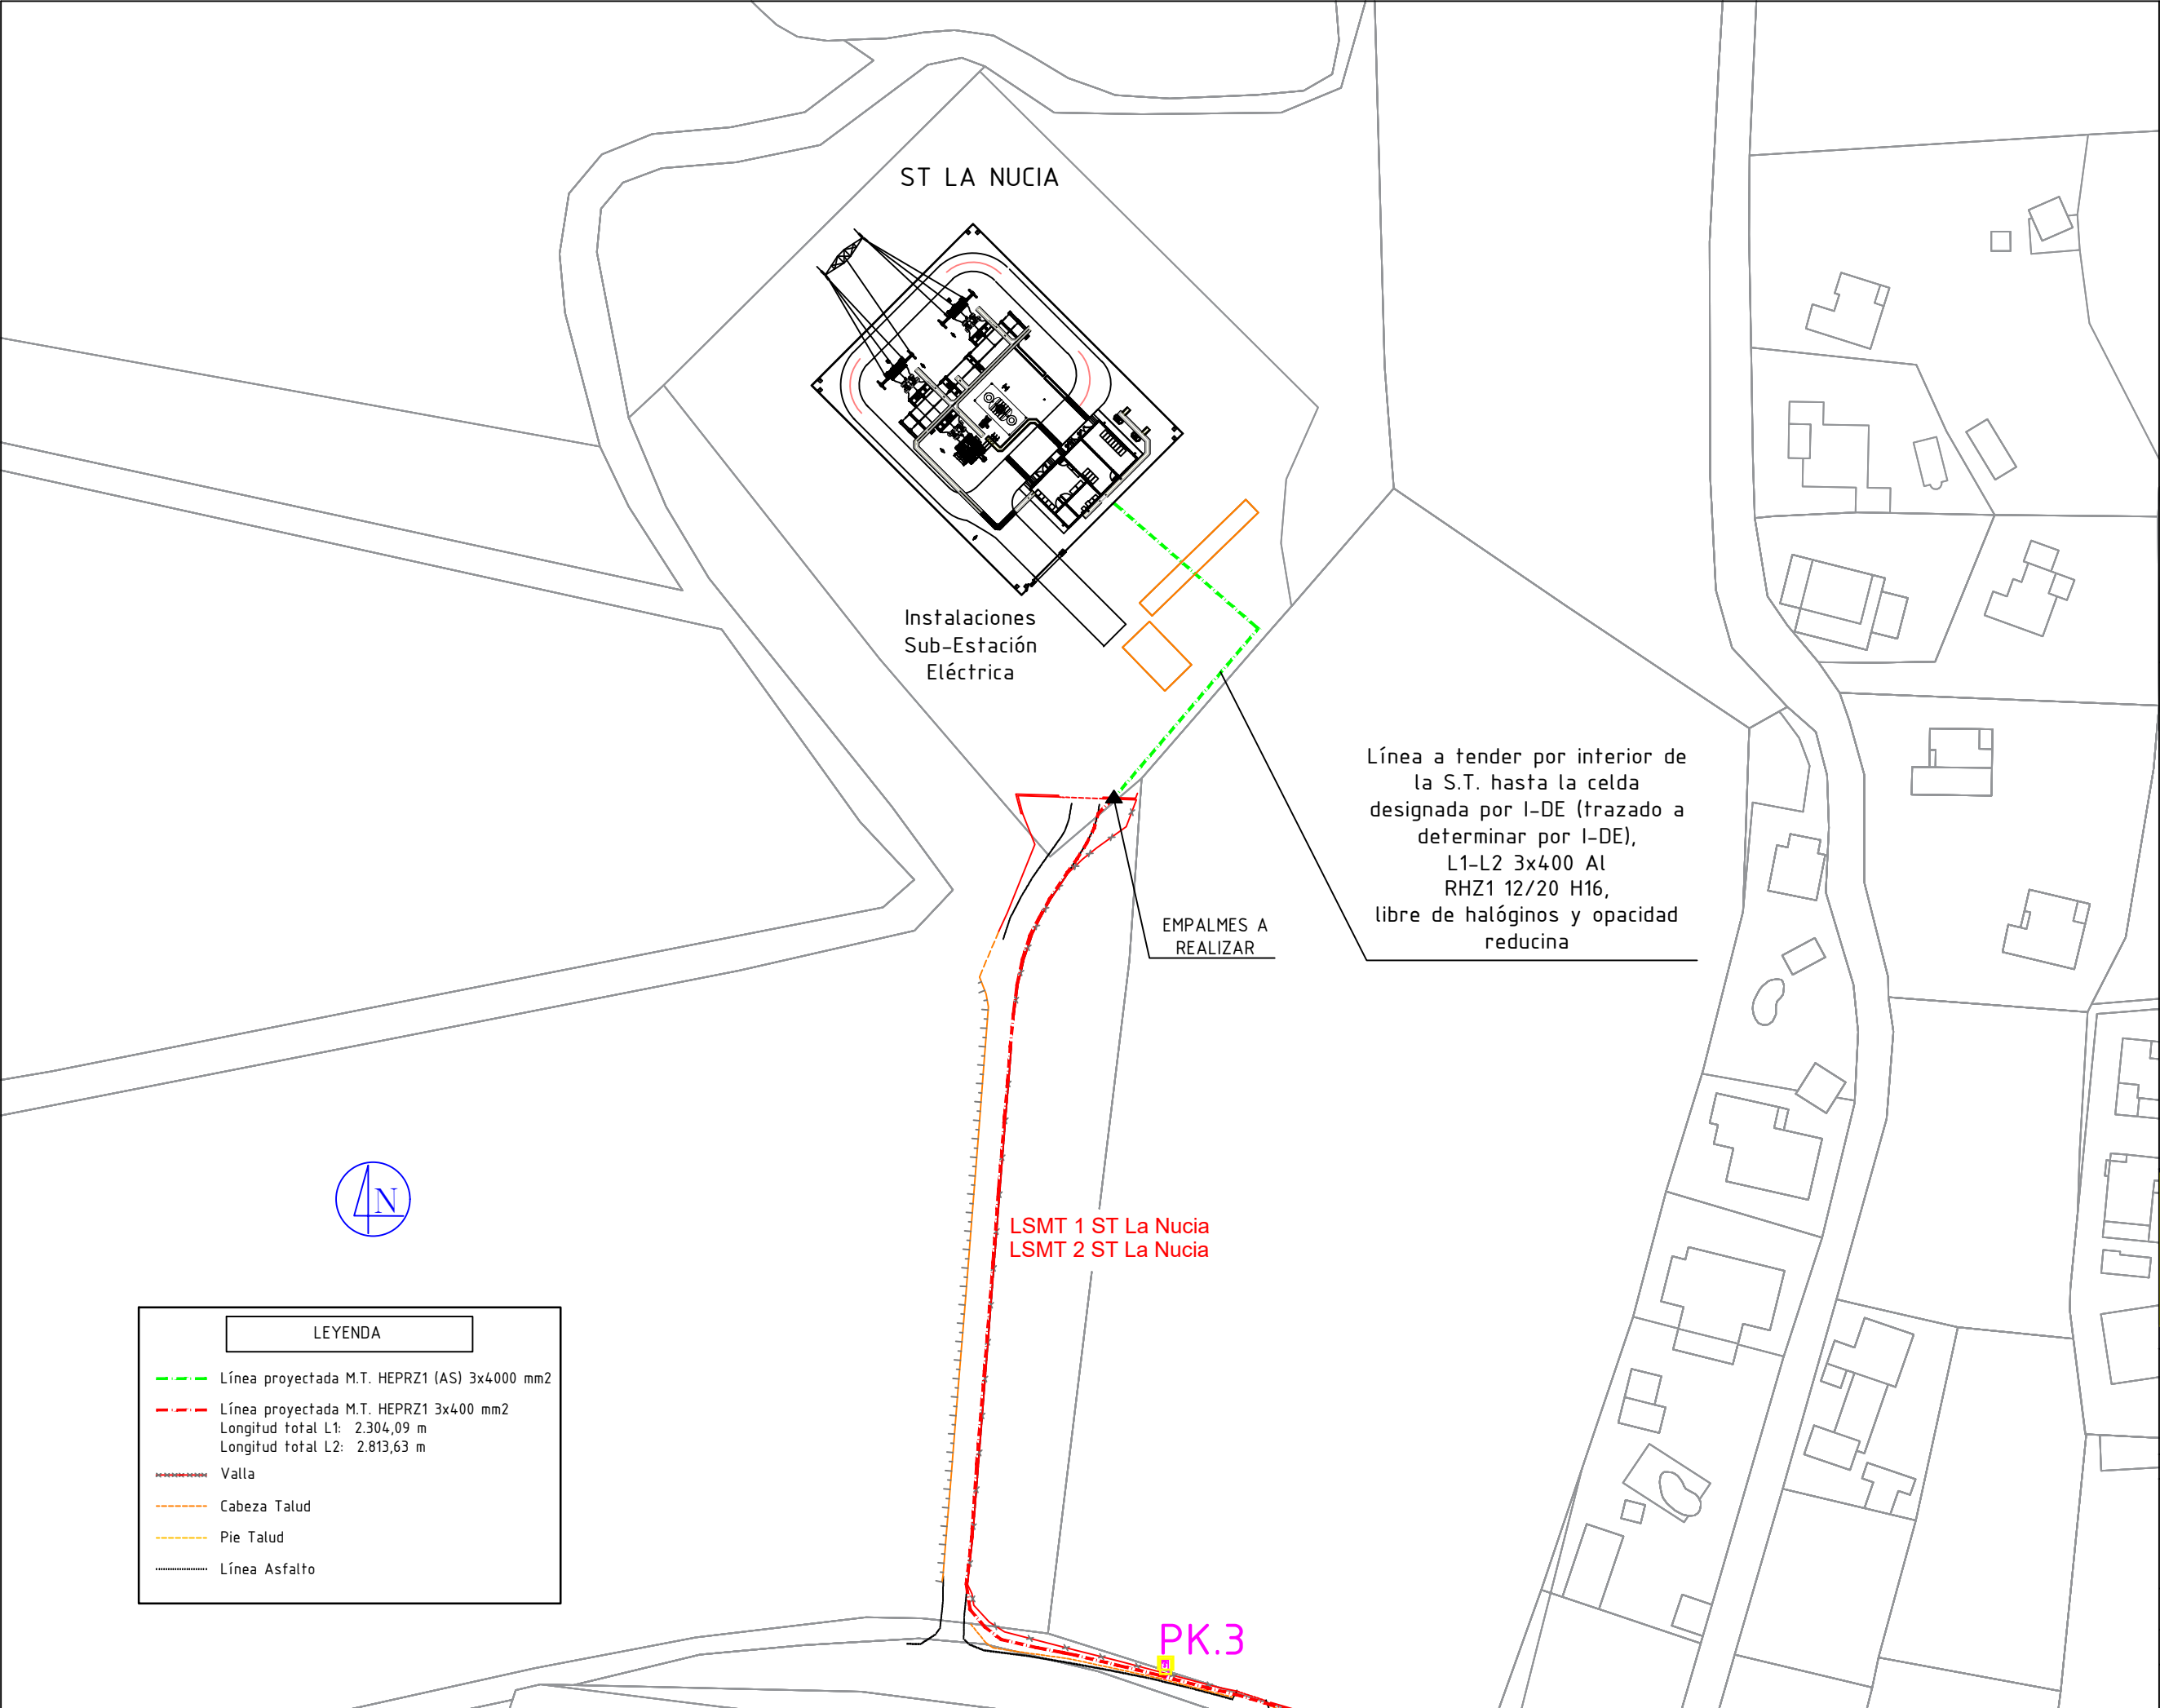 ST LA NUCIA
Instalaciones
Sub-Estación
Eléctrica
Línea a tender por interior de
la S.T. hasta la celda
designada por I-DE (trazado a
determinar por I-DE),
L1-L2 3x400 Al
RHZ1 12/20 H16,
libre de halóginos y opacidad
reducina
EMPALMES A
REALIZAR
N
LSMT 1 ST La Nucia
LSMT 2 ST La Nucia
LEYENDA
Línea proyectada M.T. HEPRZ1 (AS) 3x4000 mm2
Línea proyectada M.T. HEPRZ1 3x400 mm2
Longitud total L1: 2.304,09 m
Longitud total L2: 2.813,63 m
Valla
Cabeza Talud
Pie Talud
Línea Asfalto
PK.3